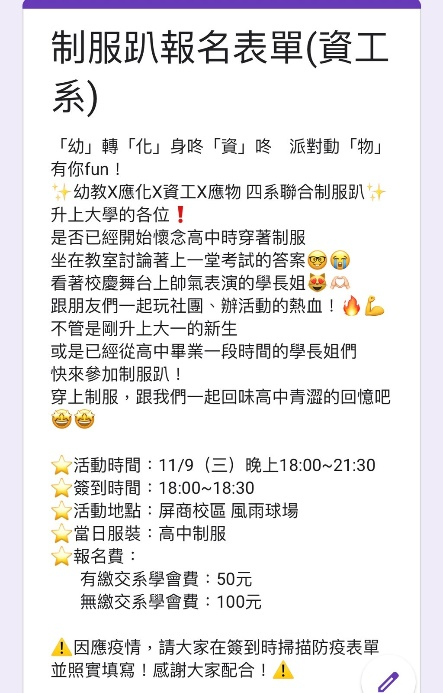 制服趴報名表單(資工
系)
「幼」轉「化」身咚「資」咚　派對動「物」
有你fun！
✨幼教X應化X資工X應物 四系聯合制服趴✨
升上大學的各位❗
是否已經開始懷念高中時穿著制服
坐在教室討論著上一堂考試的答案🤓😭
看著校慶舞台上帥氣表演的學長姐😻🫶🏻
跟朋友們一起玩社團、辦活動的熱血！🔥💪
不管是剛升上大一的新生
或是已經從高中畢業一段時間的學長姐們
快來參加制服趴！
穿上制服，跟我們一起回味高中青澀的回憶吧
🤩🤩
⭐活動時間：11/9（三）晚上18:00~21:30
⭐簽到時間：18:00~18:30
⭐活動地點：屏商校區 風雨球場
⭐當日服裝：高中制服
⭐報名費：
有繳交系學會費：50元
無繳交系學會費：100元
⚠️因應疫情，請大家在簽到時掃描防疫表單
並照實填寫！感謝大家配合！⚠️